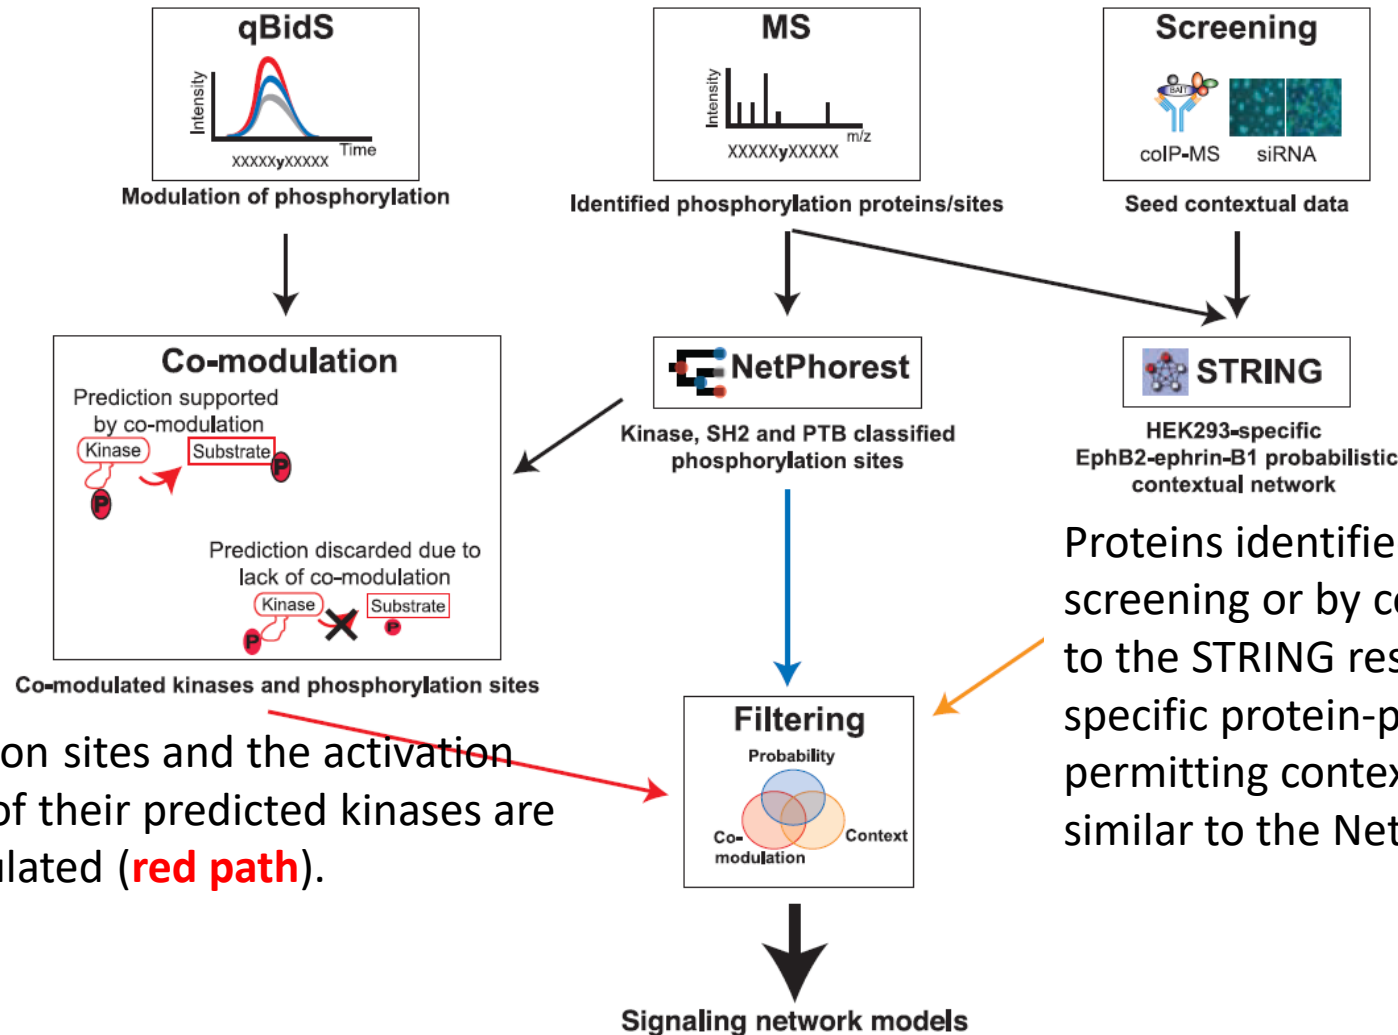 qBidS
Intensity
Time
XXXXXyXXXXX
Modulation of phosphorylation
MS
Intensity
m/z
XXXXXyXXXXX
Identified phosphorylation proteins/sites
Screening
BAIT
coIP-MS
siRNA
Seed contextual data
Co-modulation
Prediction supported
by co-modulation
Kinase
Substrate
P
P
Prediction discarded due to
lack of co-modulation
Kinase
Substrate
P
P
Co-modulated kinases and phosphorylation sites
NetPhorest
Kinase, SH2 and PTB classified
phosphorylation sites
STRING
HEK293-specific
EphB2-ephrin-B1 probabilistic
contextual network
Proteins identifie
screening or by co
to the STRING res
specific protein-p
permitting contex
similar to the Net
on sites and the activation
of their predicted kinases are
ulated (red path).
Filtering
Probability
Co-
modulation
Context
Signaling network models